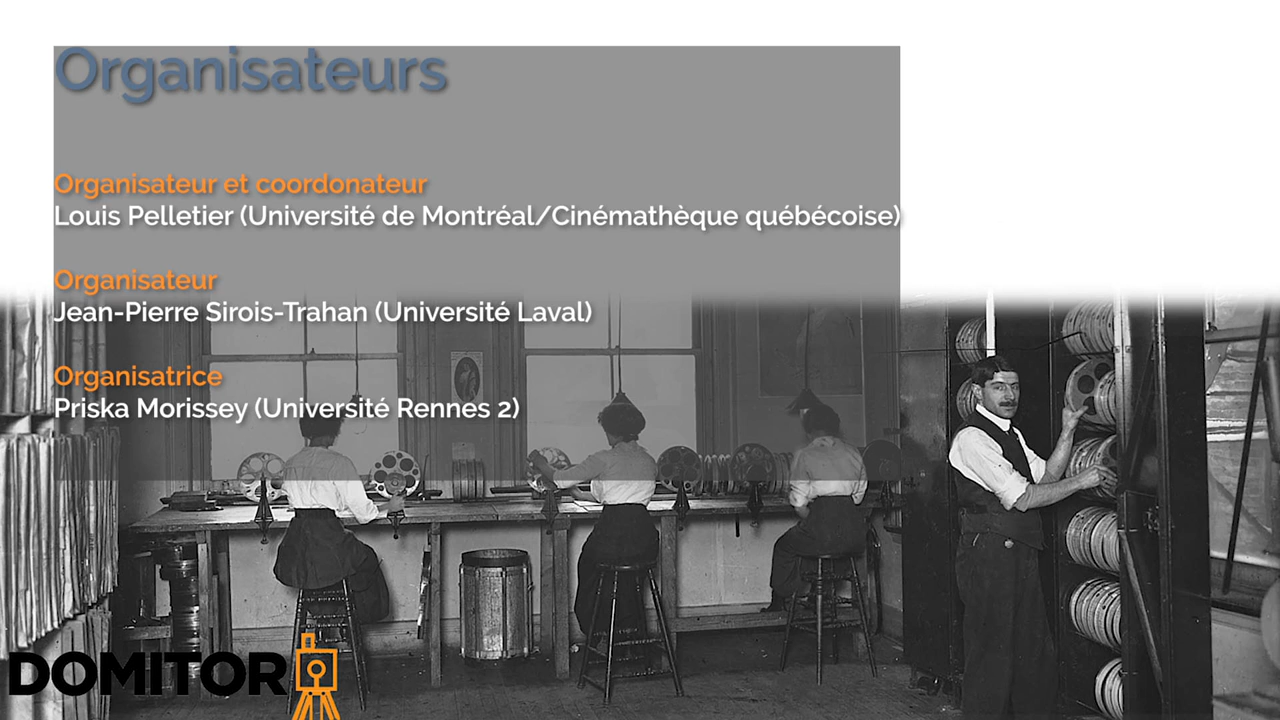 Organisateurs
Organisateur et coordonateur
Louis Pelletier (Université de Montréal/Cinémathèque québécoise)
Organisateur
Jean-Pierre Sirois-Trahan (Université Laval)
Organisatrice
Priska Morissey (Université Rennes 2)
DOMITOR